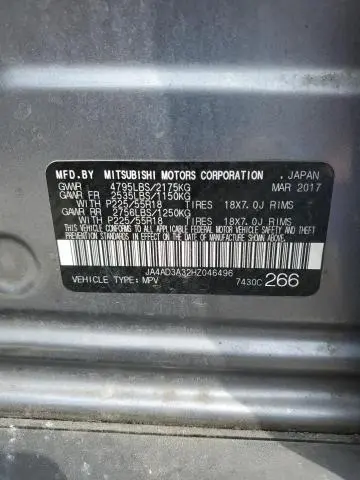 MFD.BY MITSUBISHI MOTORS CORPORATION , JAPAN
GVWR 4795LBS/2175KG MAR 2017
GAWR FR 2535LBS/1150KG
WITH P225/55R18 TIRES 18X7.0J RIMS
GAWR RR 2756LBS/1250KG
WITH P225/55R18 TIRES 18X7.0J RIMS
THIS VEHICLE CONFORMS TO ALL APPLICABLE FEDERAL MOTOR VEHICLE SAFETY, BUMPER, AND THEFT
PREVENTION STANDARDS IN EFFECT ON THE DATE OF MANUFACTURE SHOWN ABOVE.
JA4AD3A32HZ046496
VEHICLE TYPE: MPV 7430C 266